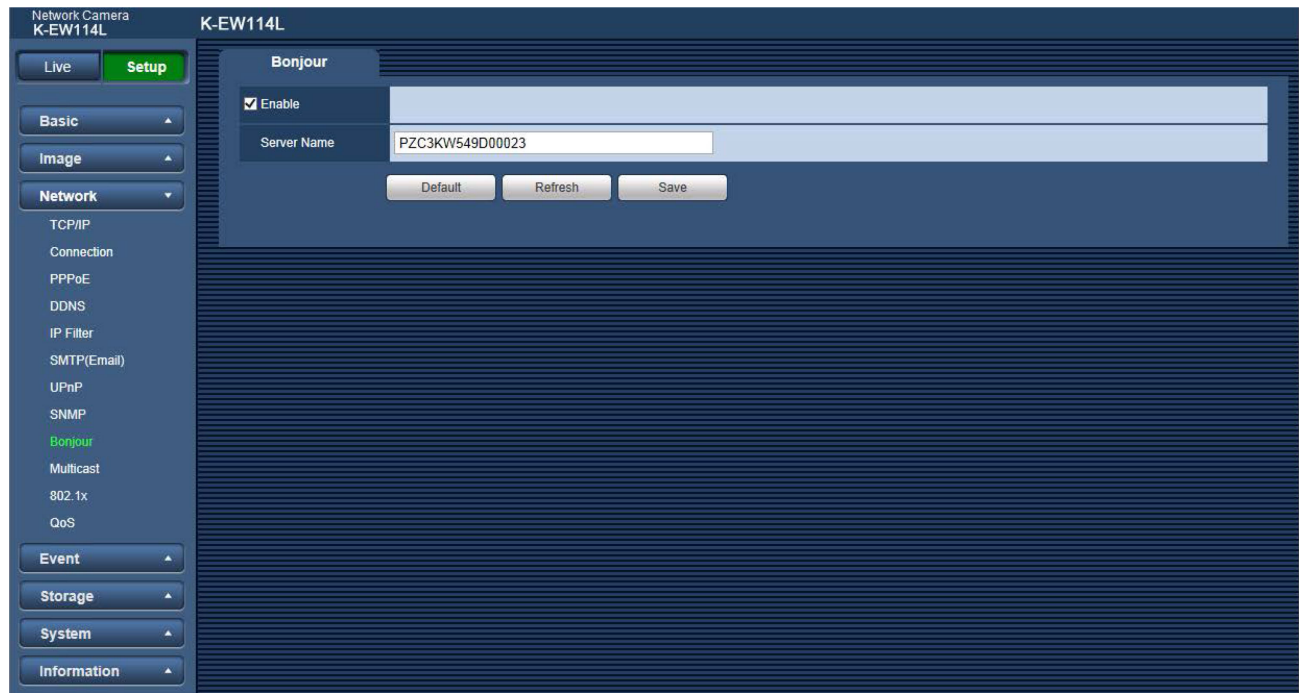 Network Camera
K-EW114L
K-EW114L
Live
Setup
Basic
Image
Network
TCP/IP
Connection
PPPoE
DDNS
IP Filter
SMTP(Email)
UPnP
SNMP
Bonjour
Multicast
802.1x
QoS
Event
Storage
System
Information
Bonjour
Enable
Server Name
PZC3KW549D00023
Default
Refresh
Save